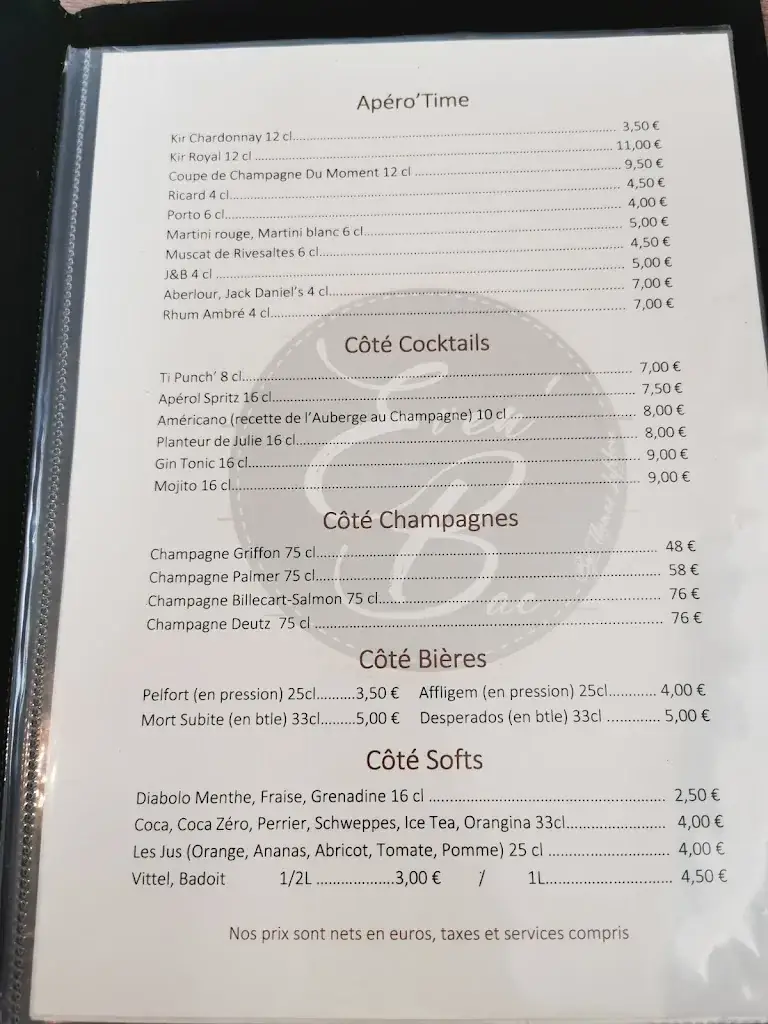 Apéro'Time
Kir Chardonnay 12 cl.......... 3,50 €
Kir Royal 12 cl .......... 11,00 €
Coupe de Champagne Du Moment 12 cl .......... 9,50 €
Ricard 4 cl.......... 4,50 €
Porto 6 cl.......... 4,00 €
Martini rouge, Martini blanc 6 cl.......... 5,00 €
Muscat de Rivesaltes 6 cl.......... 4,50 €
J&B 4 cl .......... 5,00 €
Aberlour, Jack Daniel's 4 cl.......... 7,00 €
Rhum Ambré 4 cl.......... 7,00 €
Côté Cocktails
Ti Punch' 8 cl.......... 7,00 €
Apérol Spritz 16 cl.......... 7,50 €
Américano (recette de l'Auberge au Champagne) 10 cl .......... 8,00 €
Planteur de Julie 16 cl.......... 8,00 €
Gin Tonic 16 cl.......... 9,00 €
Mojito 16 cl.......... 9,00 €
Côté Champagnes
Champagne Griffon 75 cl.......... 48 €
Champagne Palmer 75 cl.......... 58 €
Champagne Billecart-Salmon 75 cl.......... 76 €
Champagne Deutz 75 cl .......... 76 €
Côté Bières
Pelfort (en pression) 25cl.........3,50 € Affligem (en pression) 25cl........... 4,00 €
Mort Subite (en btle) 33cl........5,00 € Desperados (en btle) 33cl ............ 5,00 €
Côté Softs
Diabolo Menthe, Fraise, Grenadine 16 cl .......... 2,50 €
Coca, Coca Zéro, Perrier, Schweppes, Ice Tea, Orangina 33cl.......... 4,00 €
Les Jus (Orange, Ananas, Abricot, Tomate, Pomme) 25 cl .......... 4,00 €
Vittel, Badoit 1/2L ..................3,00 € / 1L.......... 4,50 €
Nos prix sont nets en euros, taxes et services compris